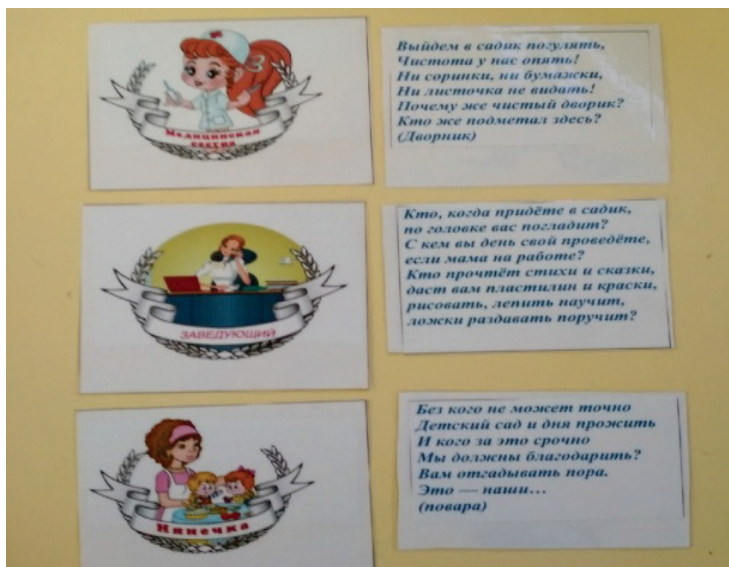 Медицинская
сестра
Выйдем в садик погулять,
Чистота у нас опять!
Ни соринки, ни бумажки,
Ни листочка не видать!
Почему же чистый дворик?
Кто же подметал здесь?
(Дворник)
ЗАВЕДУЮЩИЙ
Кто, когда придёте в садик,
по головке вас погладит?
С кем вы день свой проведёте,
если мама на работе?
Кто прочтёт стихи и сказки,
даст вам пластилин и краски,
рисовать, лепить научит,
ложки раздавать поручит?
Нянечка
Без кого не может точно
Детский сад и дня прожить
И кого за это срочно
Мы должны благодарить?
Вам отгадывать пора.
Это — наши...
(повара)